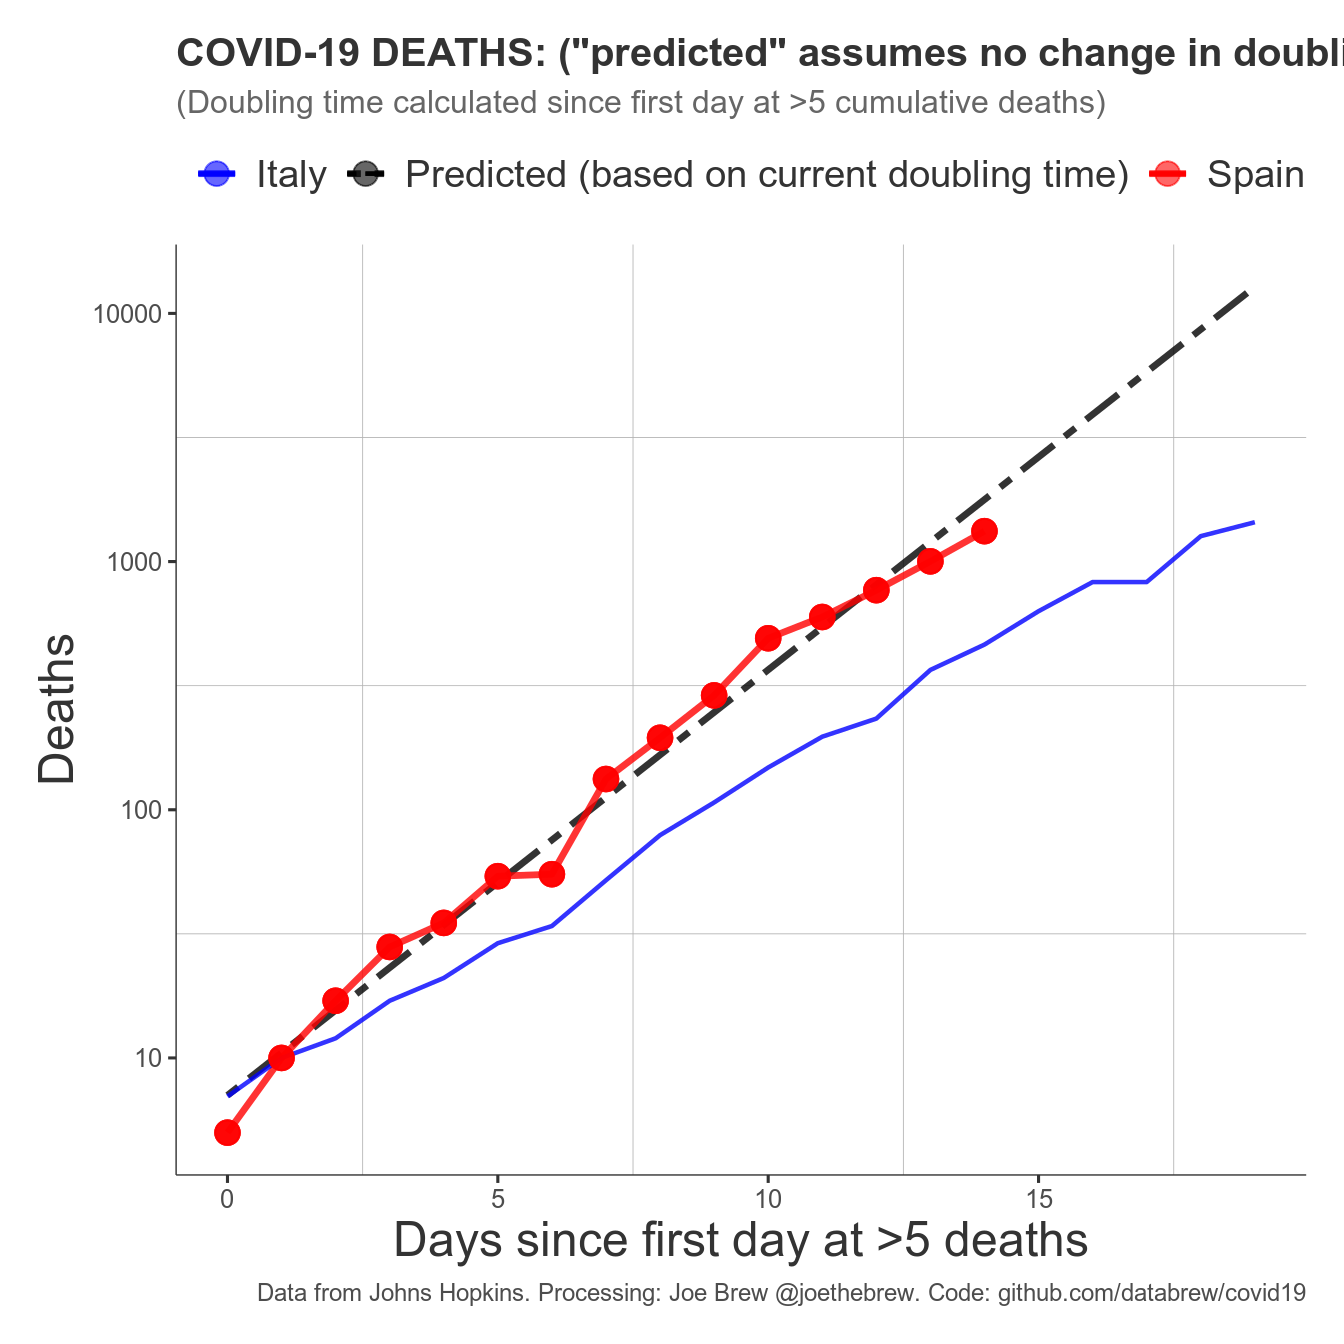 COVID-19 DEATHS: ("predicted" assumes no change in
(Doubling time calculated since first day at >5 cumulative deaths)
Italy Predicted (based on current doubling time) Spain
10000
1000
100
10
Deaths
0 5 10 15
Days since first day at >5 deaths
Data from Johns Hopkins. Processing: Joe Brew @joethebrew. Code: github.com/databrew/covid19